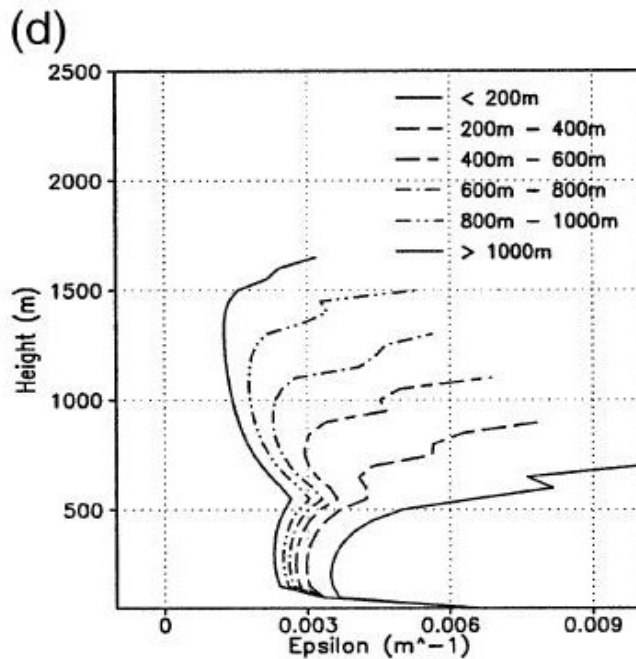 (d)
2500
2000
1500
1000
500
Height (m)
< 200m
200m - 400m
400m - 600m
600m - 800m
800m - 1000m
> 1000m
0 0.003 0.006 0.009
Epsilon (m^-1)